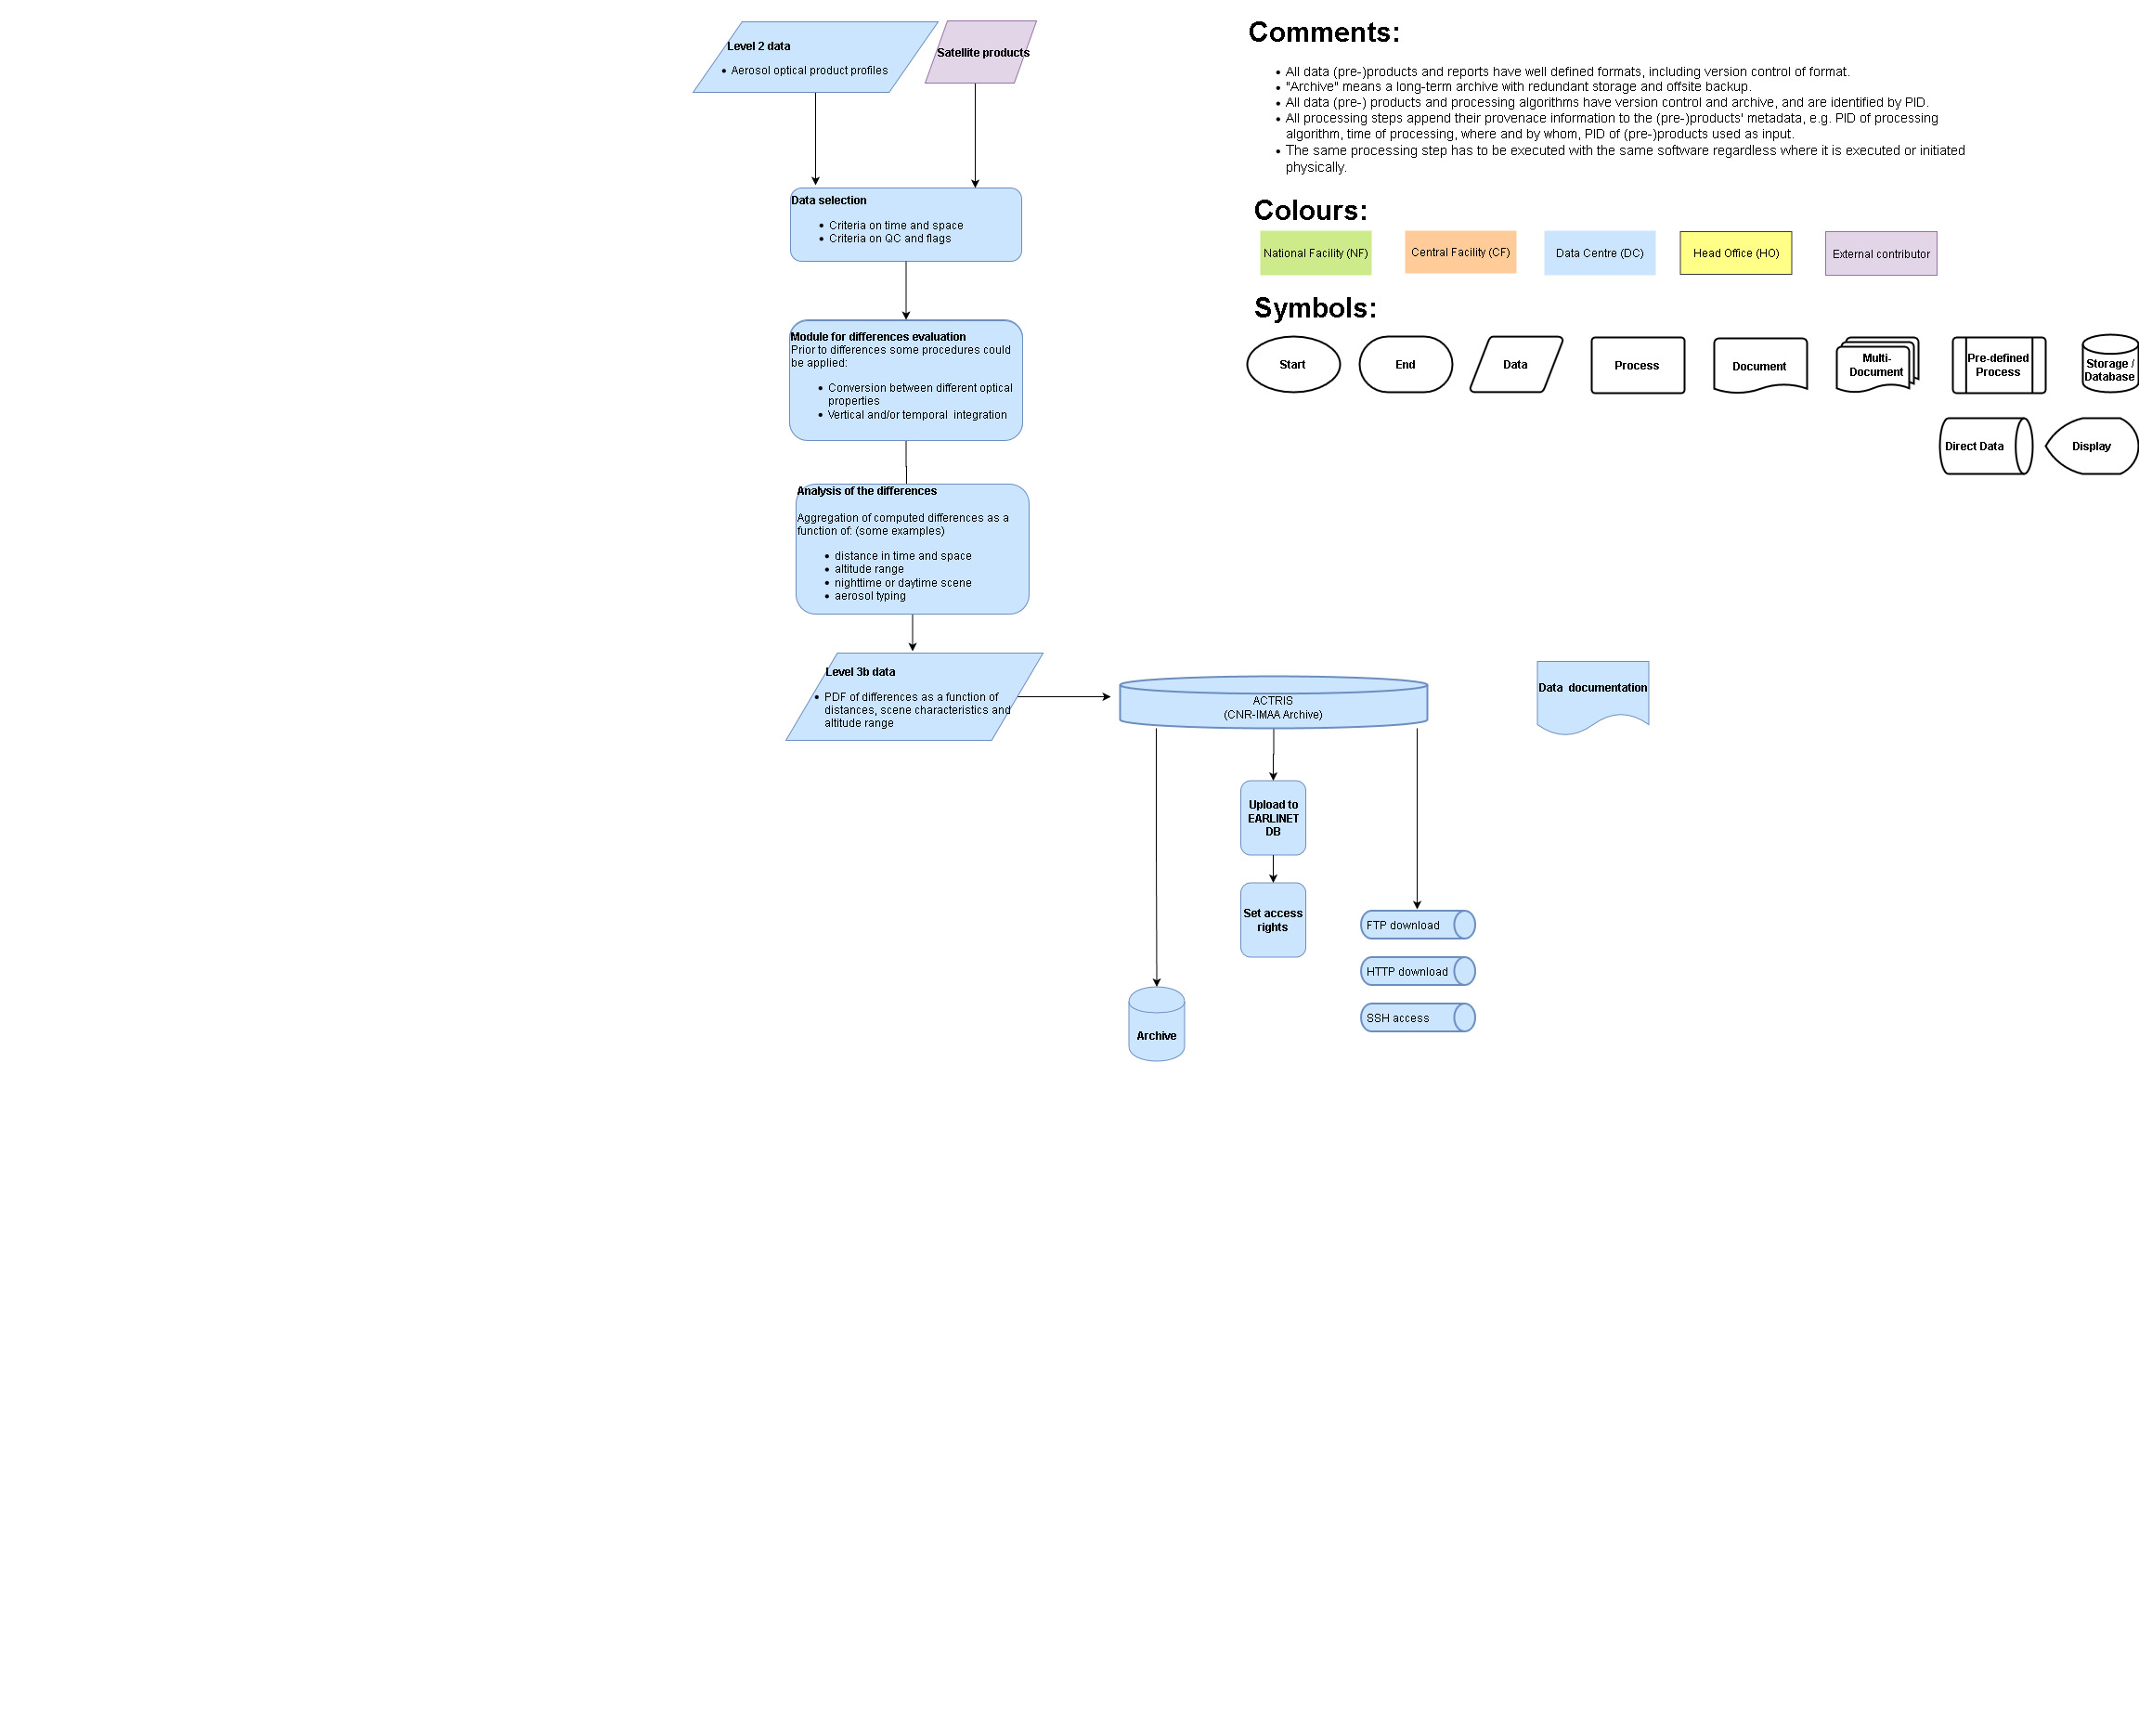 Level 2 data
• Aerosol optical product profiles
Satellite products
Data selection
• Criteria on time and space
• Criteria on QC and flags
Module for differences evaluation
Prior to differences some procedures could
be applied:
• Conversion between different optical
properties
• Vertical and/or temporal  integration
Analysis of the differences
Aggregation of computed differences as a
function of: (some examples)
• distance in time and space
• altitude range
• nighttime or daytime scene
• aerosol typing
Level 3b data
• PDF of differences as a function of
distances, scene characteristics and
altitude range
ACTRIS
(CNR-IMAA Archive)
Data  documentation
Upload to
EARLINET
DB
Set access
rights
FTP download
HTTP download
SSH access
Archive
Comments:
• All data (pre-)products and reports have well defined formats, including version control of format.
• "Archive" means a long-term archive with redundant storage and offsite backup.
• All data (pre-) products and processing algorithms have version control and archive, and are identified by PID.
• All processing steps append their provenace information to the (pre-)products' metadata, e.g. PID of processing
algorithm, time of processing, where and by whom, PID of (pre-)products used as input.
• The same processing step has to be executed with the same software regardless where it is executed or initiated
physically.
Colours:
National Facility (NF)
Central Facility (CF)
Data Centre (DC)
Head Office (HO)
External contributor
Symbols:
Start
End
Data
Process
Document
Multi-
Document
Pre-defined
Process
Storage /
Database
Direct Data
Display